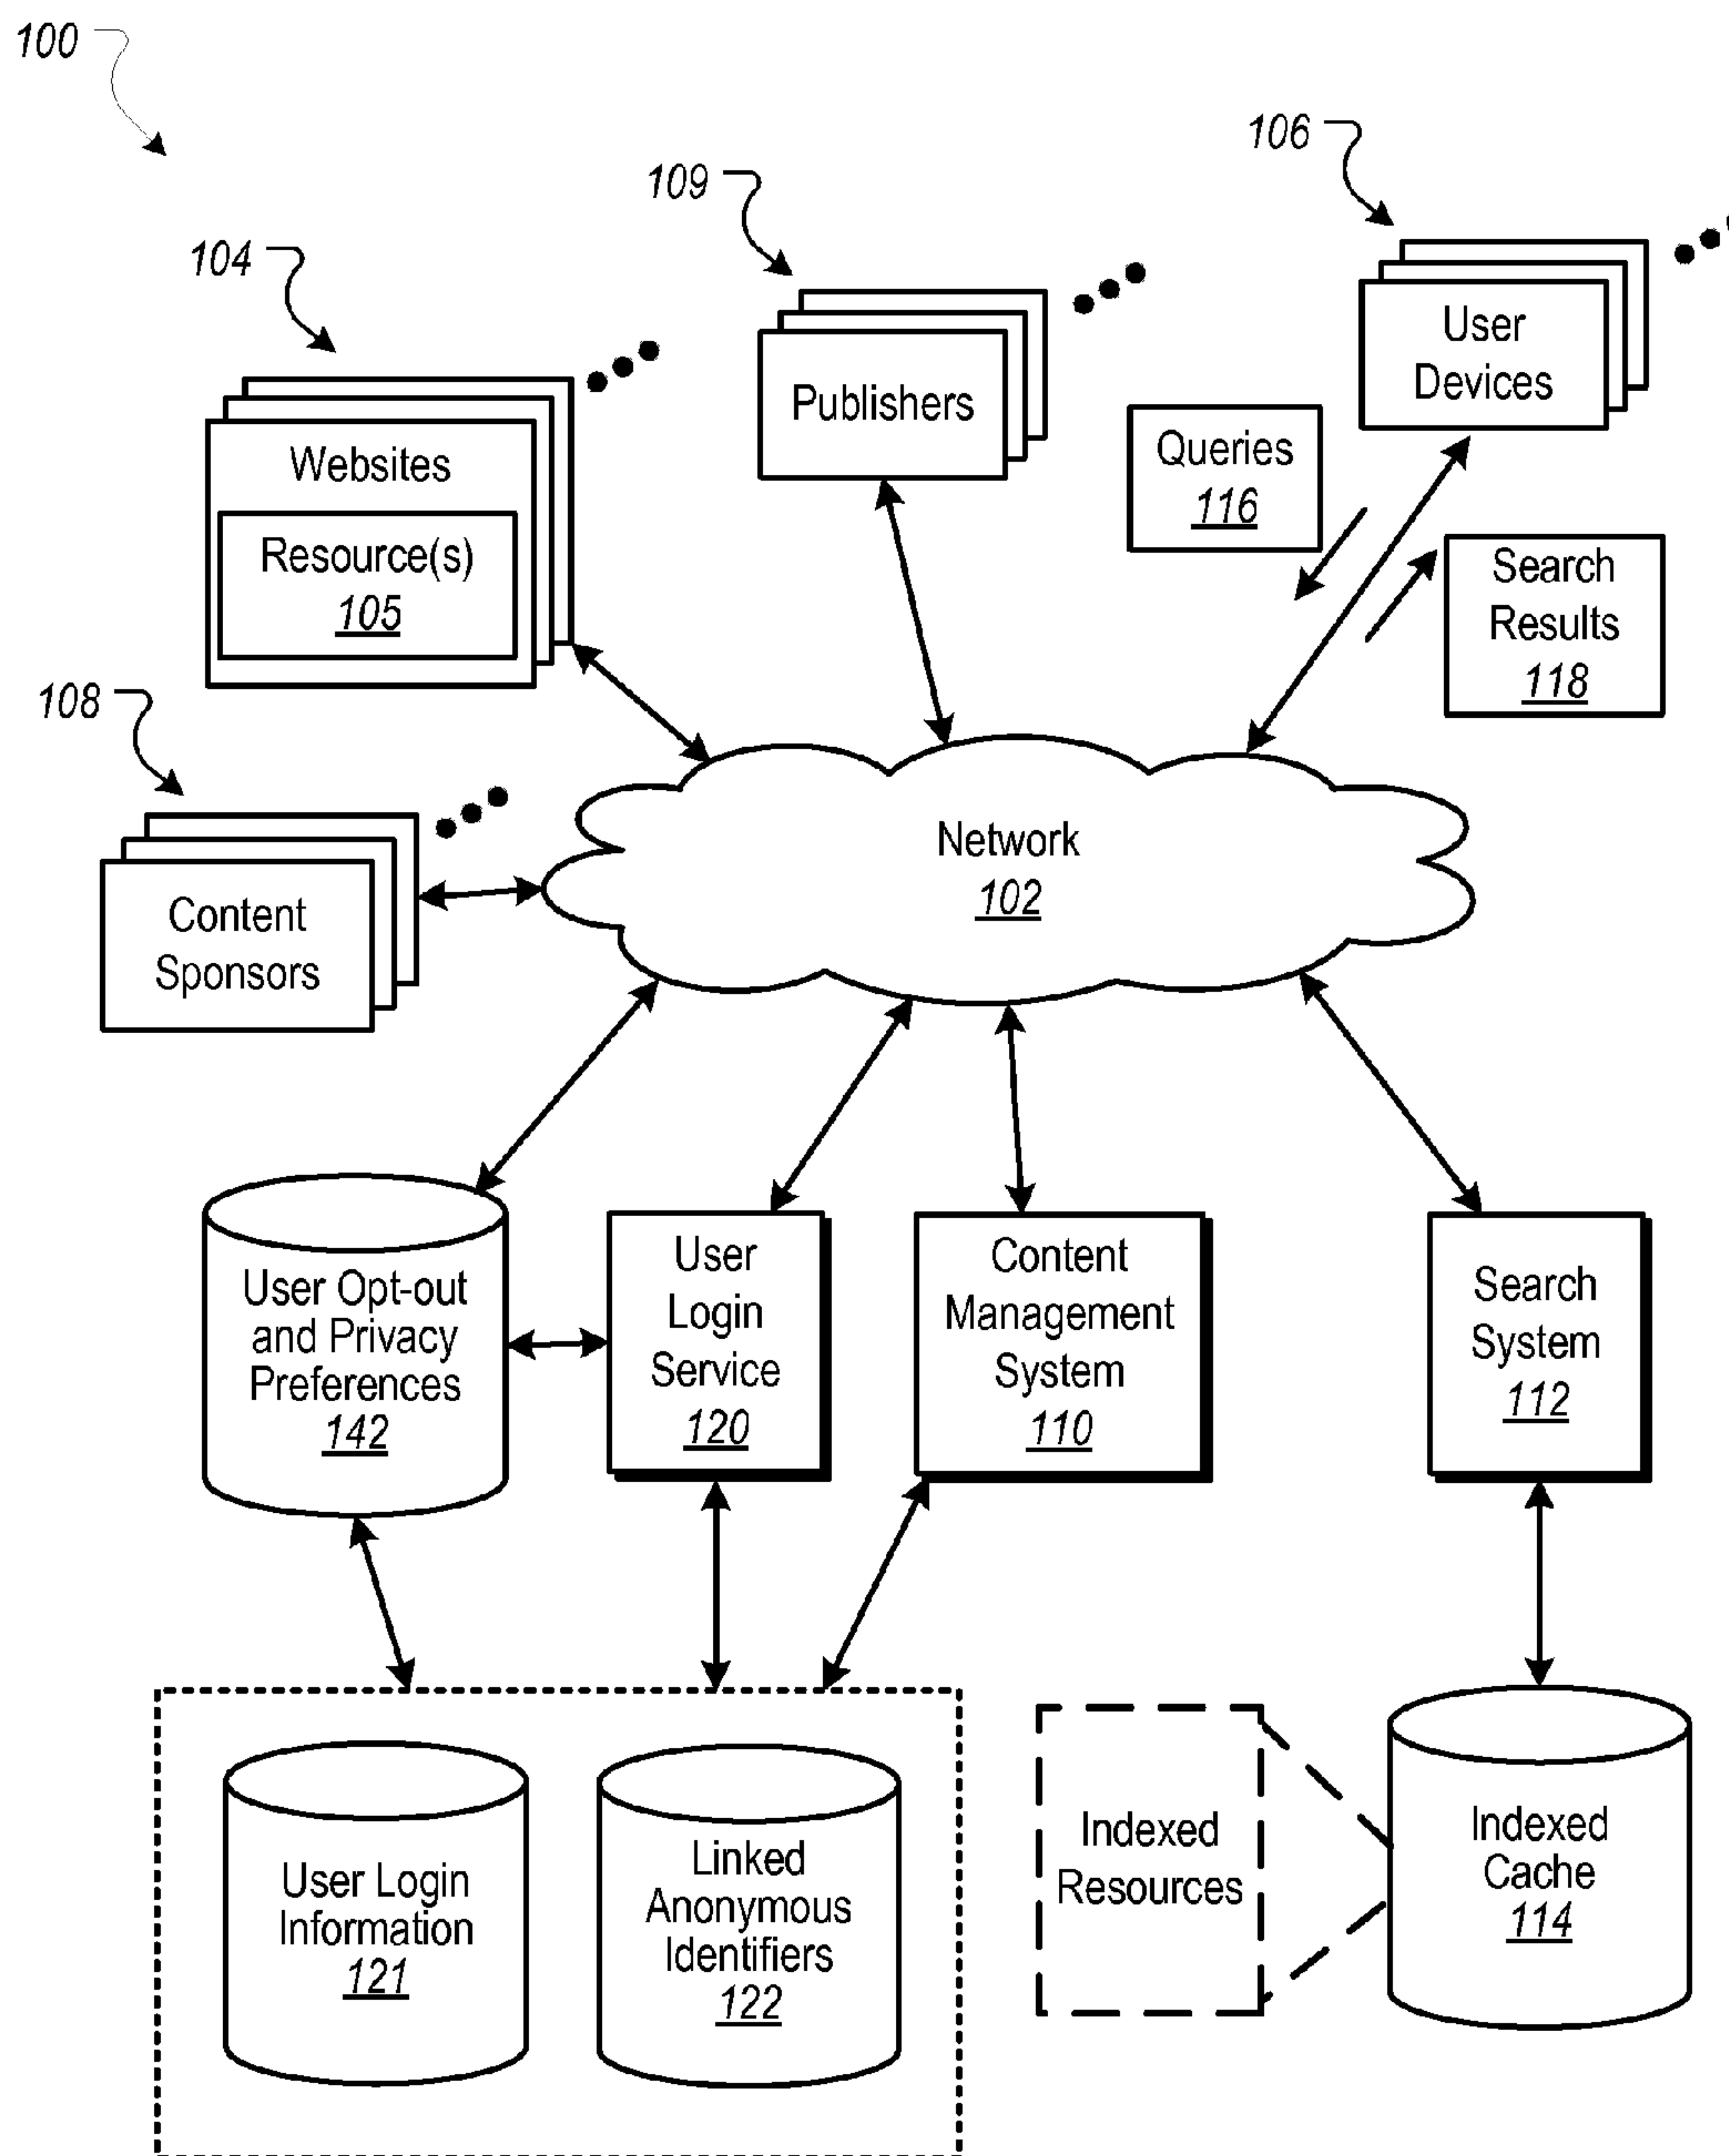 100
106
109
104
User
Devices
Publishers
Queries
116
Websites
Resource(s)
105
Search
Results
118
108
Network
102
Content
Sponsors
User Opt-out
and Privacy
Preferences
142
User
Login
Service
120
Content
Management
System
110
Search
System
112
User Login
Information
121
Linked
Anonymous
Identifiers
122
Indexed
Resources
Indexed
Cache
114